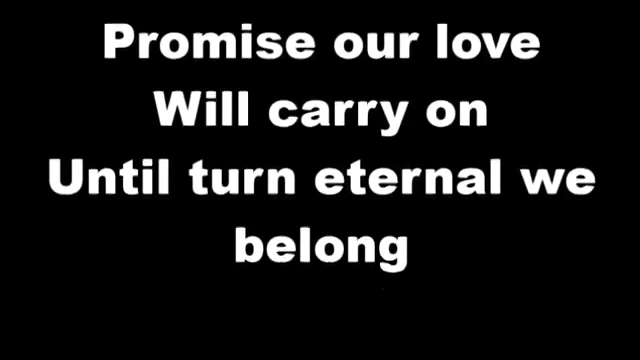 Promise our love
Will carry on
Until turn eternal we
belong